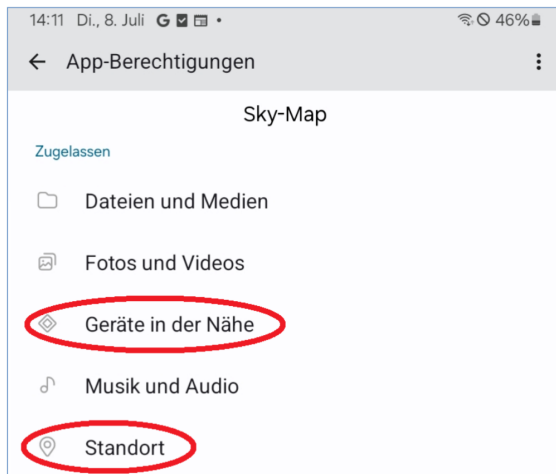 14:11 Di., 8. Juli G 46%
App-Berechtigungen
Sky-Map
Zugelassen
Dateien und Medien
Fotos und Videos
Geräte in der Nähe
Musik und Audio
Standort